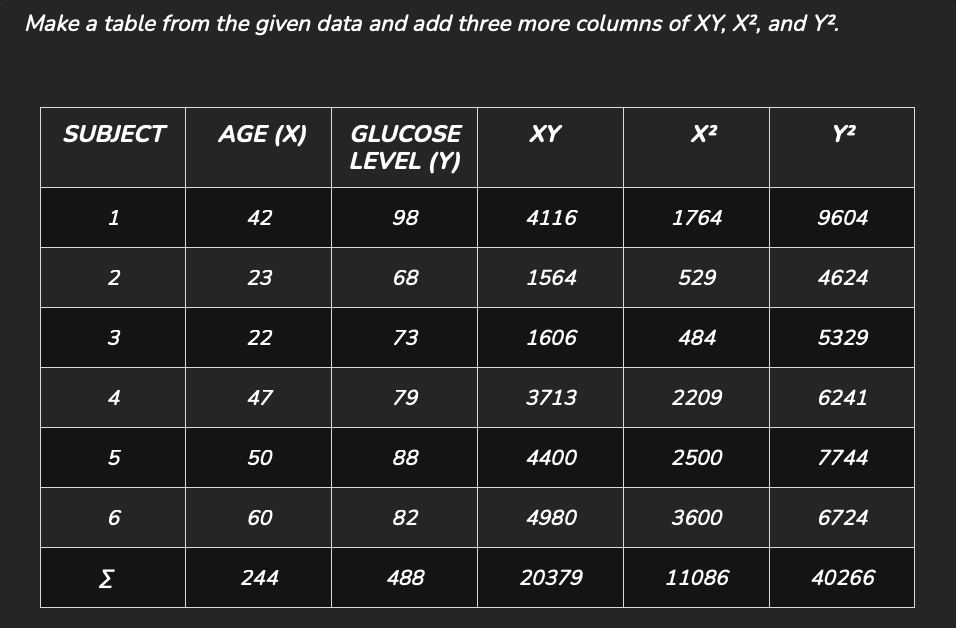 Make a table from the given data and add three more columns of XY, X², and Y².
SUBJECT AGE (X) GLUCOSE LEVEL (Y) XY X² Y²
1 42 98 4116 1764 9604
2 23 68 1564 529 4624
3 22 73 1606 484 5329
4 47 79 3713 2209 6241
5 50 88 4400 2500 7744
6 60 82 4980 3600 6724
Σ 244 488 20379 11086 40266